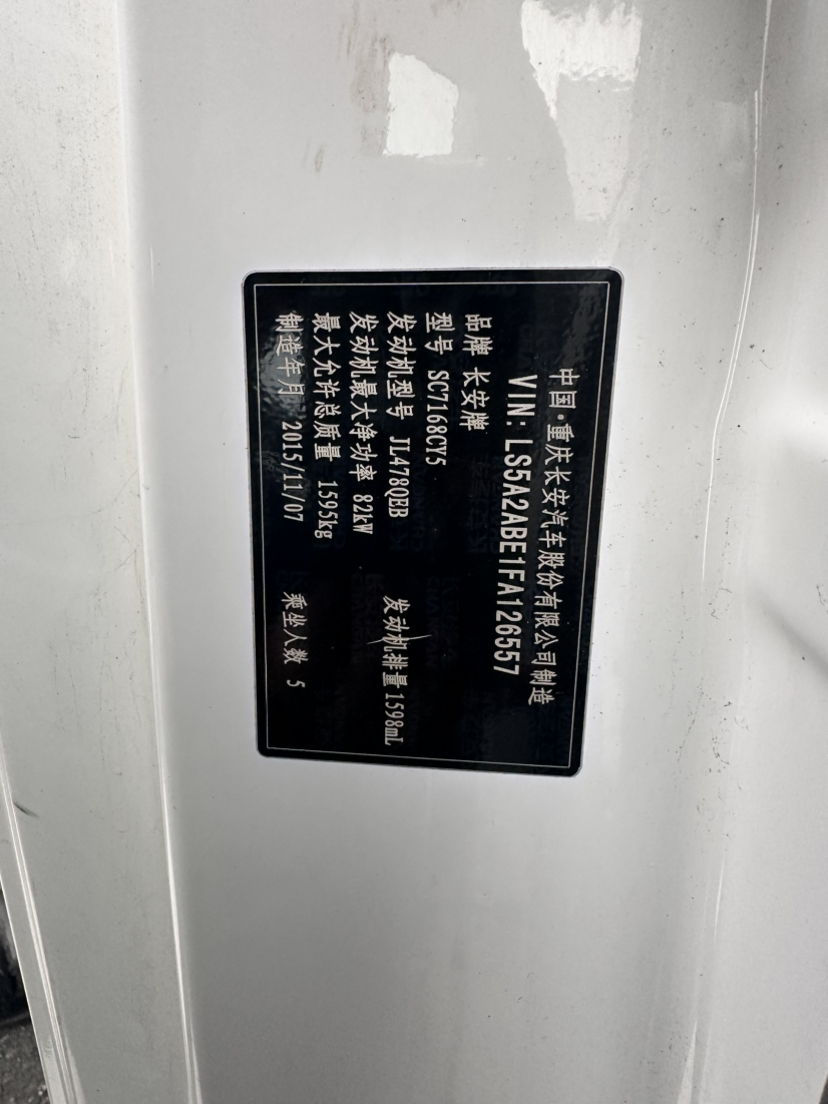 中国·重庆长安汽车股份有限公司制造
VIN: LS5A2ABE1FA126557
品牌 长安牌
型号 SC7168CY5
发动机型号 JL478QEB 发动机排量 1598mL
发动机最大净功率 82kW
最大允许总质量 1595kg
制造年月 2015/11/07 乘坐人数 5